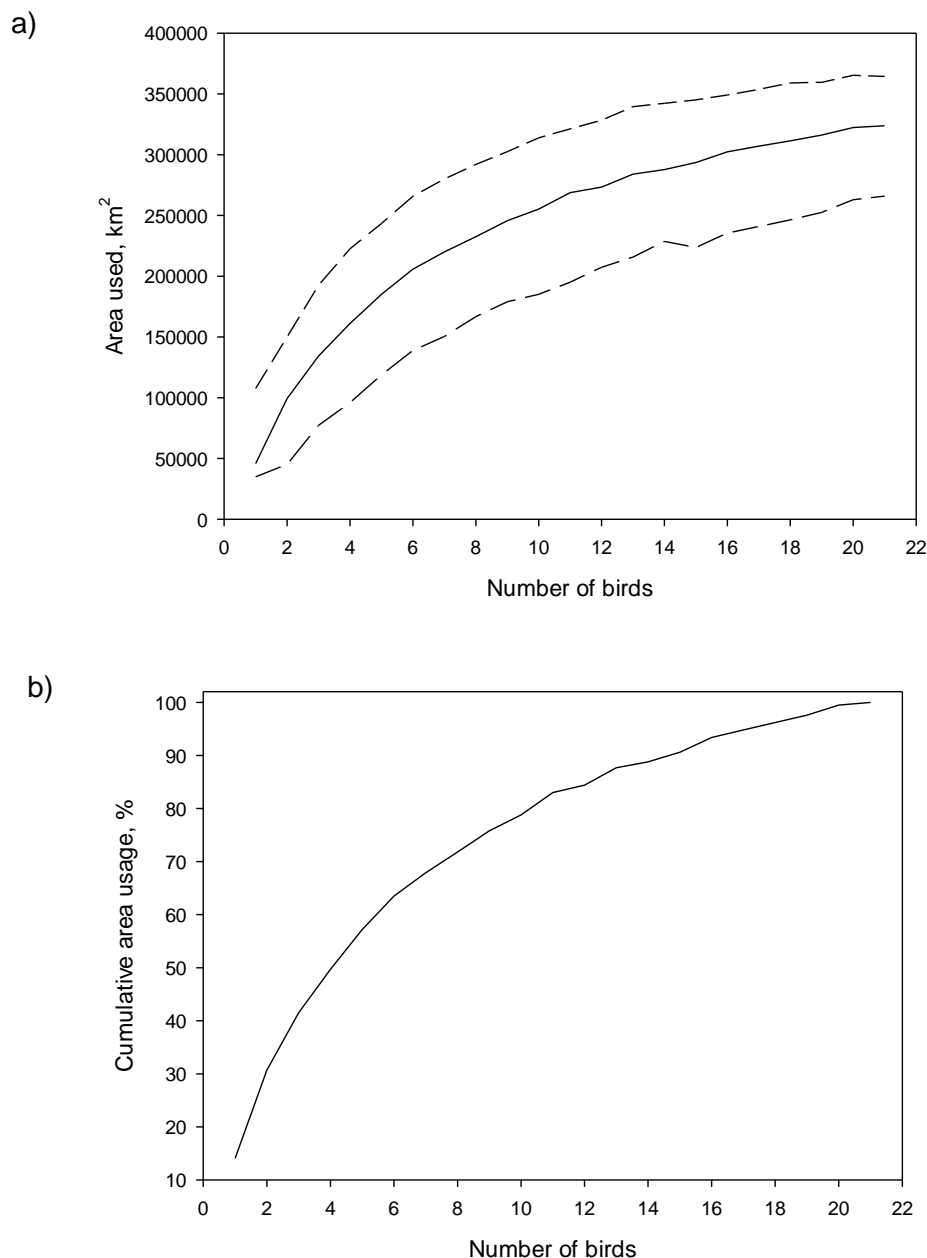 a)
400000
350000
300000
250000
200000
150000
100000
50000
0
Area used, km²
0 2 4 6 8 10 12 14 16 18 20 22
Number of birds
b)
100
90
80
70
60
50
40
30
20
10
Cumulative area usage, %
0 2 4 6 8 10 12 14 16 18 20 22
Number of birds